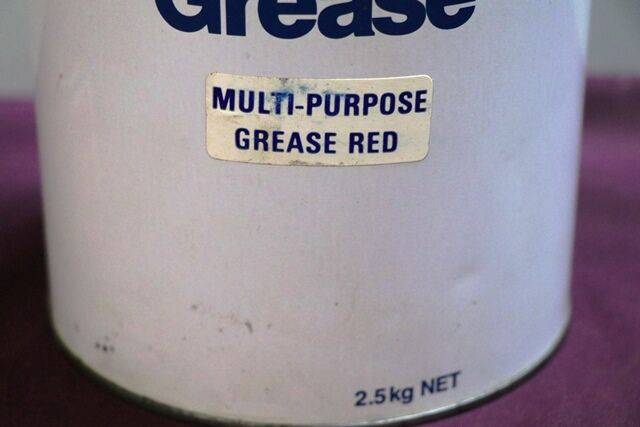 Grease
MULTI-PURPOSE
GREASE RED
2.5kg NET